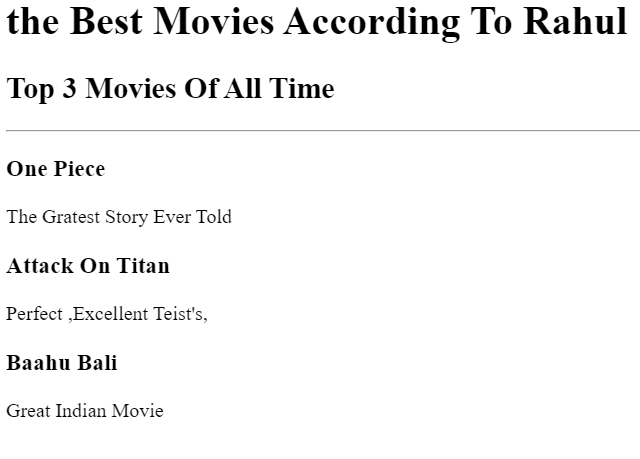 the Best Movies According To Rahul
Top 3 Movies Of All Time
One Piece
The Gratest Story Ever Told
Attack On Titan
Perfect ,Excellent Teist's,
Baahu Bali
Great Indian Movie